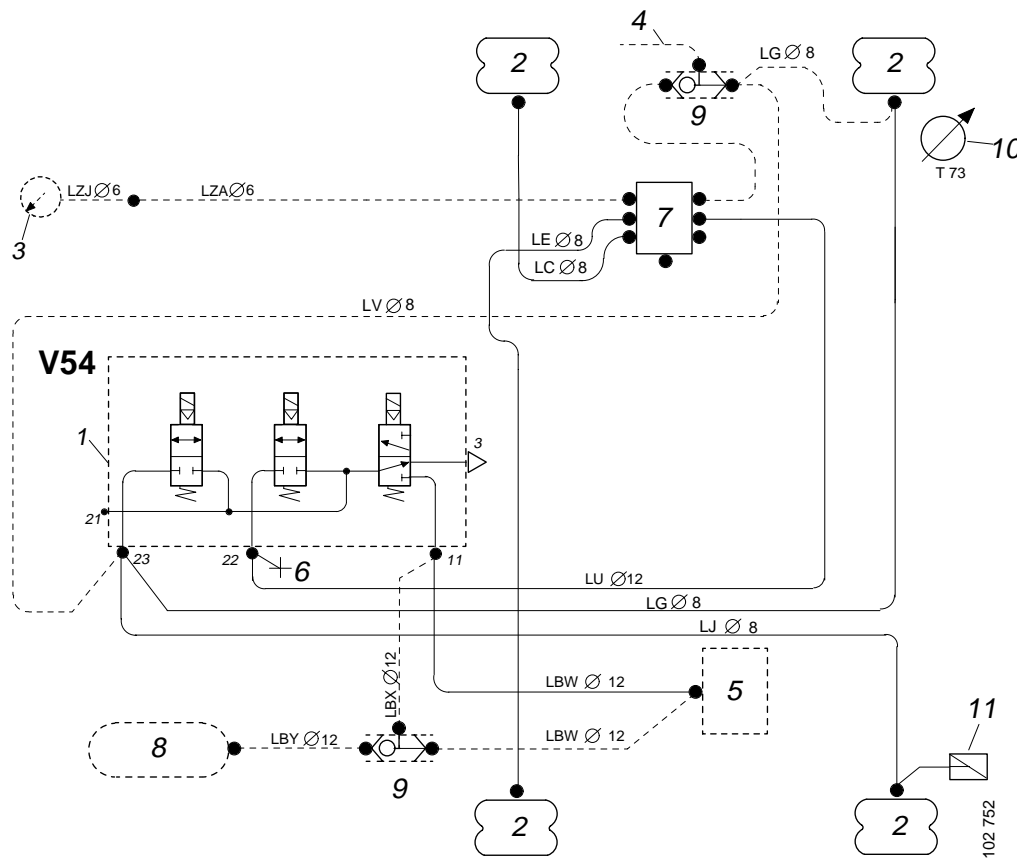 4
2
LG ∅ 8
2
9
10
T 73
LZJ∅6
LZA∅6
7
3
LE ∅ 8
LC ∅ 8
LV ∅ 8
V54
1
3
21
23
22
6
11
LU ∅12
LG ∅ 8
LJ ∅ 8
LBX ∅12
LBW ∅ 12
5
8
LBY ∅12
LBW ∅ 12
9
11
2
2
102 752